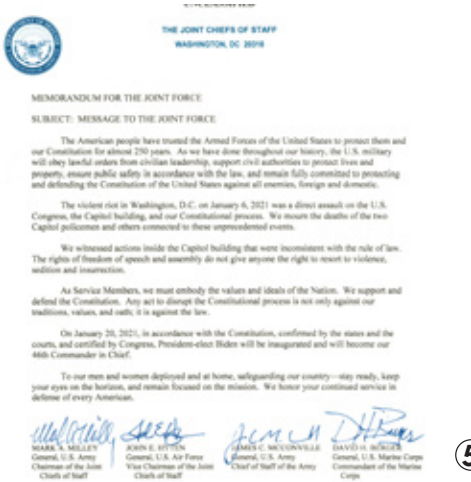 UNCLASSIFIED
THE JOINT CHIEFS OF STAFF
WASHINGTON, DC 20318
MEMORANDUM FOR THE JOINT FORCE
SUBJECT: MESSAGE TO THE JOINT FORCE
The American people have trusted the Armed Forces of the United States to protect them and
our Constitution for almost 250 years. As we have done throughout our history, the U.S. military
will obey lawful orders from civilian leadership, support civil authorities to protect lives and
property, ensure public safety in accordance with the law, and remain fully committed to protecting
and defending the Constitution of the United States against all enemies, foreign and domestic.
The violent riot in Washington, D.C. on January 6, 2021 was a direct assault on the U.S.
Congress, the Capitol building, and our Constitutional process. We mourn the deaths of the two
Capitol policemen and others connected to these unprecedented events.
We witnessed actions inside the Capitol building that were inconsistent with the rule of law.
The rights of freedom of speech and assembly do not give anyone the right to resort to violence,
sedition and insurrection.
As Service Members, we must embody the values and ideals of the Nation. We support and
defend the Constitution. Any act to disrupt the Constitutional process is not only against our
traditions, values, and oath; it is against the law.
On January 20, 2021, in accordance with the Constitution, confirmed by the states and the
courts, and certified by Congress, President-elect Biden will be inaugurated and will become our
46th Commander in Chief.
To our men and women deployed and at home, safeguarding our country—stay ready, keep
your eyes on the horizon, and remain focused on the mission. We honor your continued service in
defense of every American.
MARK A. MILLEY JOHN E. HYTEN JAMES C. MCCONVILLE DAVID H. BERGER
General, U.S. Army General, U.S. Air Force General, U.S. Army General, U.S. Marine Corps
Chairman of the Joint Vice Chairman of the Joint Chief of Staff of the Army Commandant of the Marine
Chiefs of Staff Chiefs of Staff Corps
5